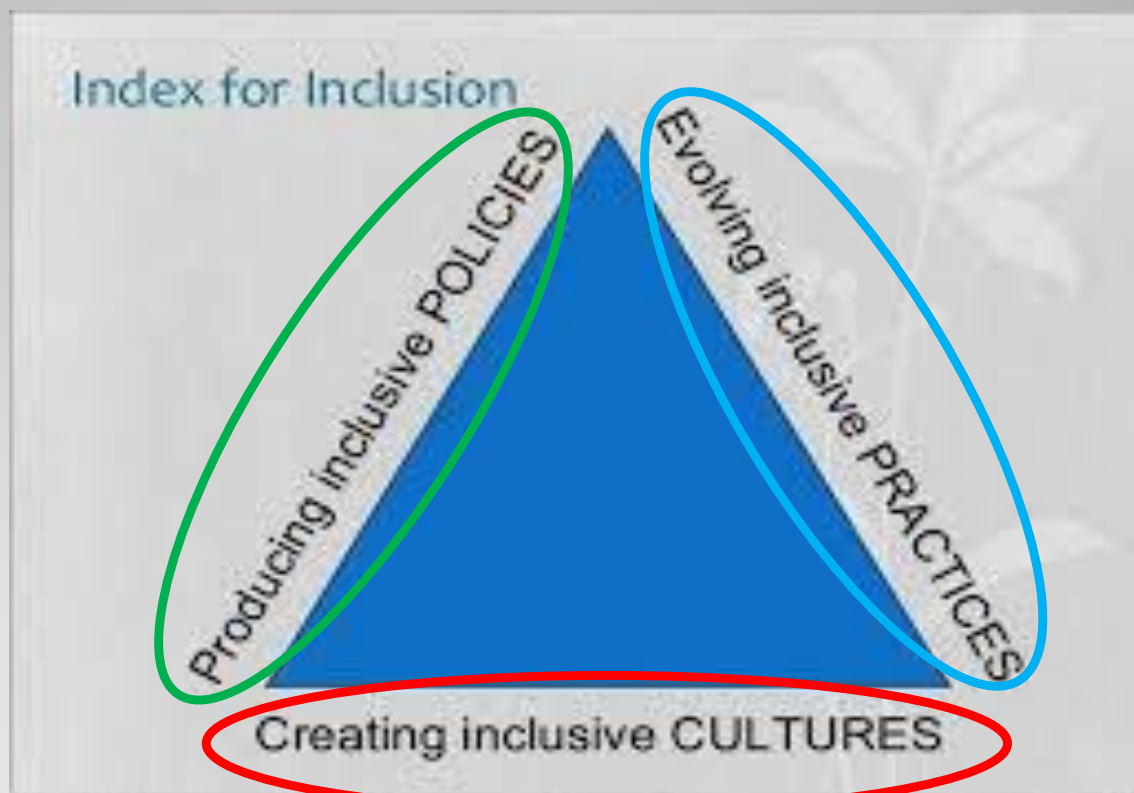 Index for Inclusion
Producing inclusive POLICIES
Evolving inclusive PRACTICES
Creating inclusive CULTURES